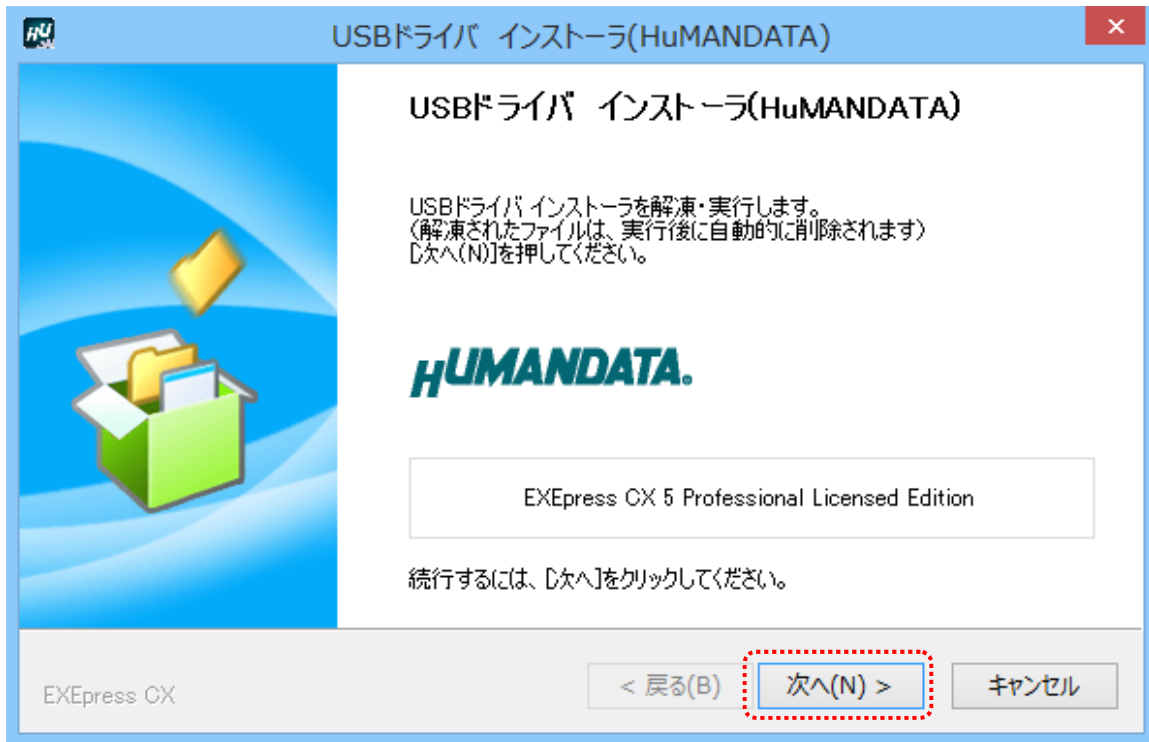 USBドライバ インストーラ(HuMANDATA)
USBドライバ インストーラ(HuMANDATA)
USBドライバ インストーラを解凍・実行します。
(解凍されたファイルは、実行後に自動的に削除されます)
[次へ(N)]を押してください。
HUMANDATA.
EXEpress CX 5 Professional Licensed Edition
続行するには、[次へ]をクリックしてください。
EXEpress CX
< 戻る(B)
次へ(N) >
キャンセル